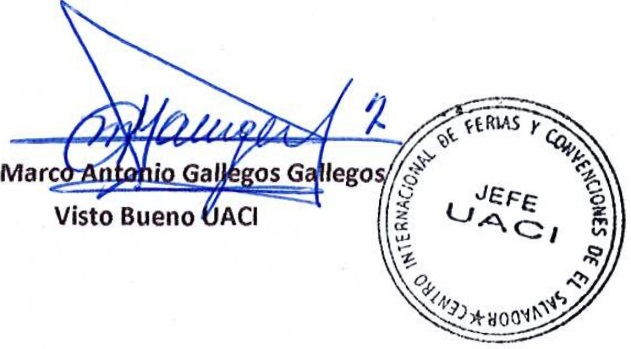 Marco Antonio Gallegos Gallegos
Visto Bueno UACI
CENTRO INTERNACIONAL DE FERIAS Y CONVENCIONES DE EL SALVADOR
JEFE
UACI